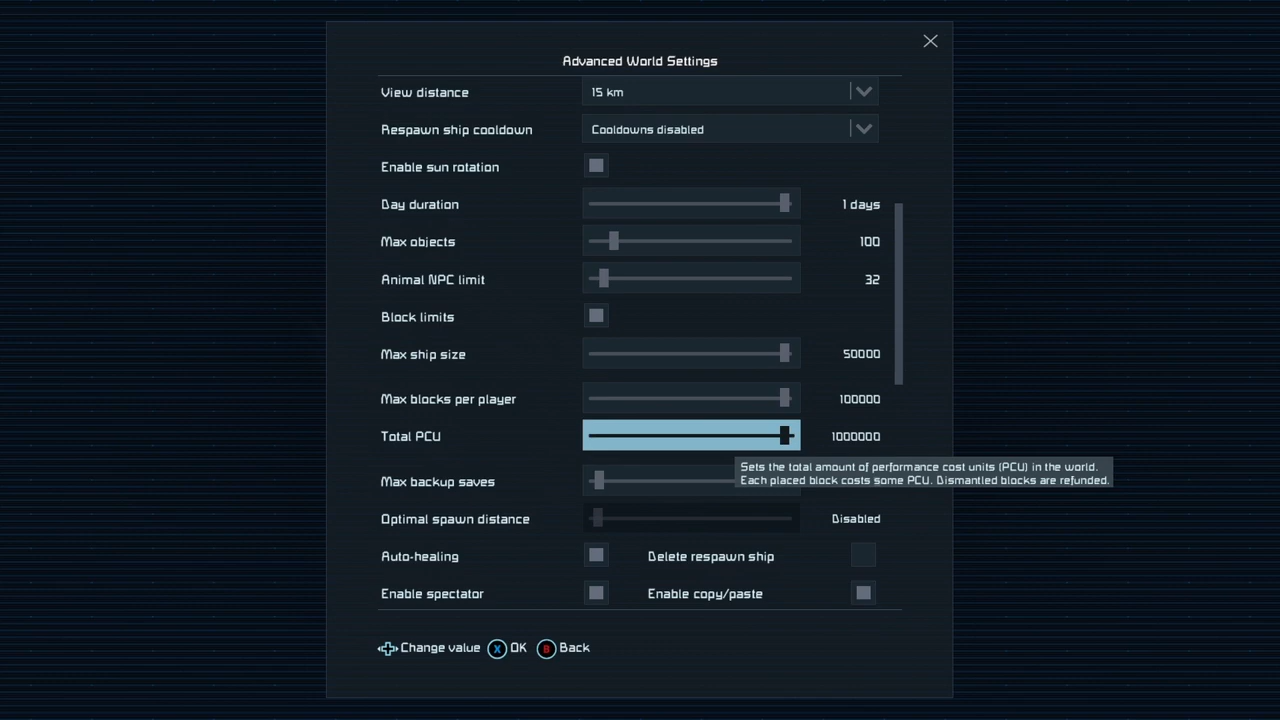 Advanced World Settings
View distance 15 km
Respawn ship cooldown Cooldowns disabled
Enable sun rotation
Day duration 1 days
Max objects 100
Animal NPC limit 32
Block limits
Max ship size 50000
Max blocks per player 100000
Total PCU 1000000
Sets the total amount of performance cost units (PCU) in the world.
Each placed block costs some PCU. Dismantled blocks are refunded.
Max backup saves
Optimal spawn distance Disabled
Auto-healing Delete respawn ship
Enable spectator Enable copy/paste
Change value X OK B Back